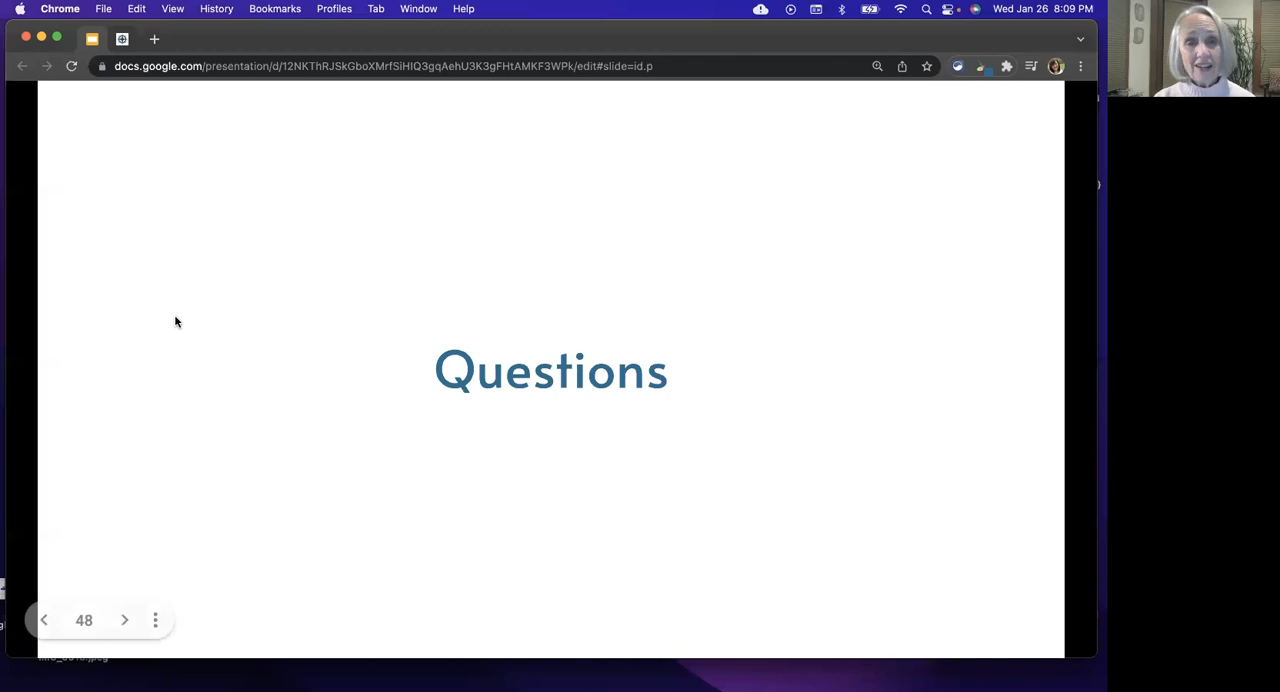 Chrome File Edit View History Bookmarks Profiles Tab Window Help Wed Jan 26 8:09 PM
docs.google.com/presentation/d/12NKThRJSkGboXMrfSiHIQ3gqAehU3K3gFHtAMKF3WPk/edit#slide=id.p
Questions
48